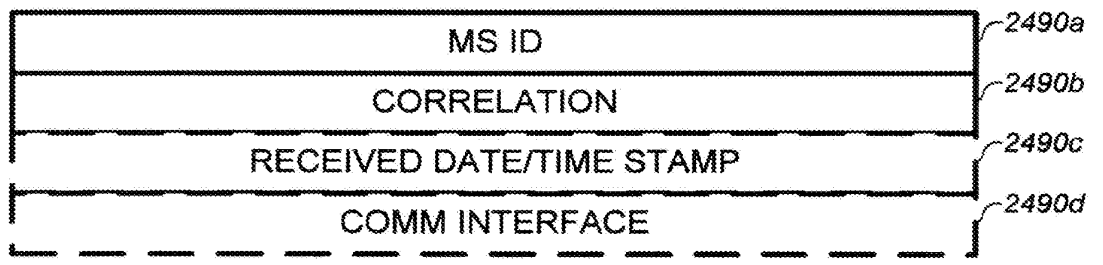 MS ID 2490a
CORRELATION 2490b
RECEIVED DATE/TIME STAMP 2490c
COMM INTERFACE 2490d